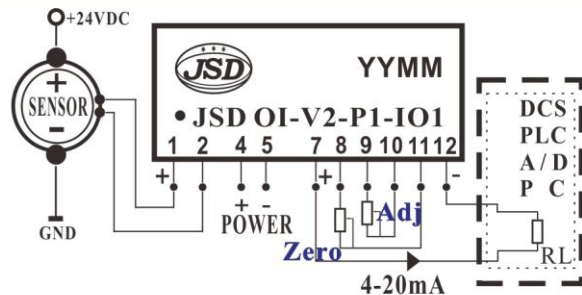 +24VDC
+
SENSOR
-
GND
JSD
YYMM
• JSD OI-V2-P1-IO1
1 2 4 5 7 8 9 10 11 12
+ + -
+ -
POWER
Adj
Zero
4-20mA
DCS
PLC
A/D
P C
RL